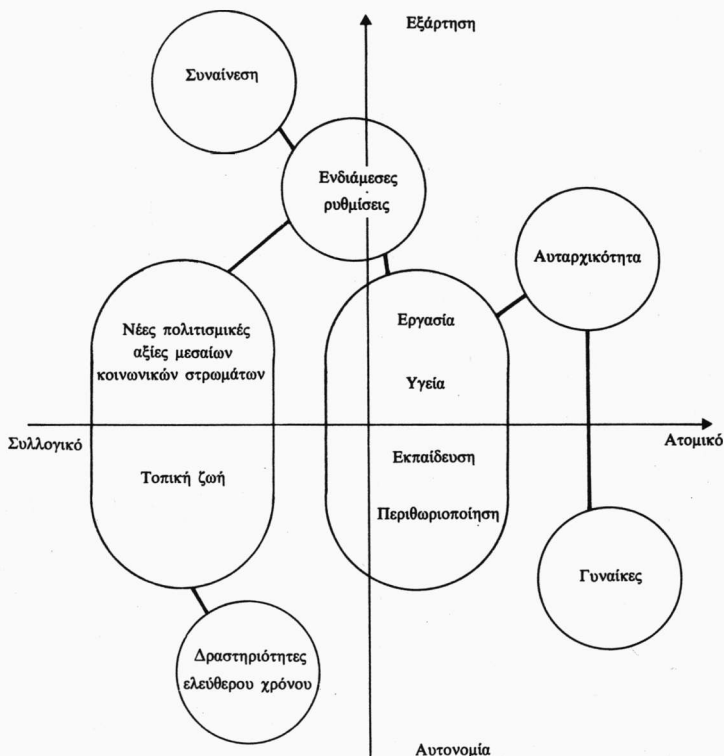 Εξάρτηση
Συναίνεση
Ενδιάμεσες
ρυθμίσεις
Αυταρχικότητα
Νέες πολιτισμικές
αξίες μεσαίων
κοινωνικών στρωμάτων
Εργασία
Υγεία
Συλλογικό
Ατομικό
Τοπική ζωή
Εκπαίδευση
Περιθωριοποίηση
Γυναίκες
Δραστηριότητες
ελεύθερου χρόνου
Αυτονομία